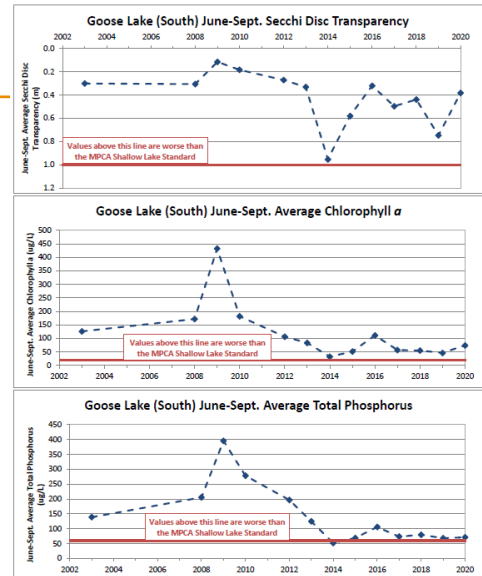 Goose Lake (South) June-Sept. Secchi Disc Transparency
2002 2004 2006 2008 2010 2012 2014 2016 2018 2020
June-Sept. Average Secchi Disc
Transparency (m)
0.0
0.2
0.4
0.6
0.8
1.0
1.2
Values above this line are worse than
the MPCA Shallow Lake Standard
Goose Lake (South) June-Sept. Average Chlorophyll a
June-Sept. Average Chlorophyll a (ug/L)
500
450
400
350
300
250
200
150
100
50
0
Values above this line are worse than
the MPCA Shallow Lake Standard
2002 2004 2006 2008 2010 2012 2014 2016 2018 2020
Goose Lake (South) June-Sept. Average Total Phosphorus
June-Sept. Average Total Phosphorus
(ug/L)
450
400
350
300
250
200
150
100
50
0
Values above this line are worse than
the MPCA Shallow Lake Standard
2002 2004 2006 2008 2010 2012 2014 2016 2018 2020